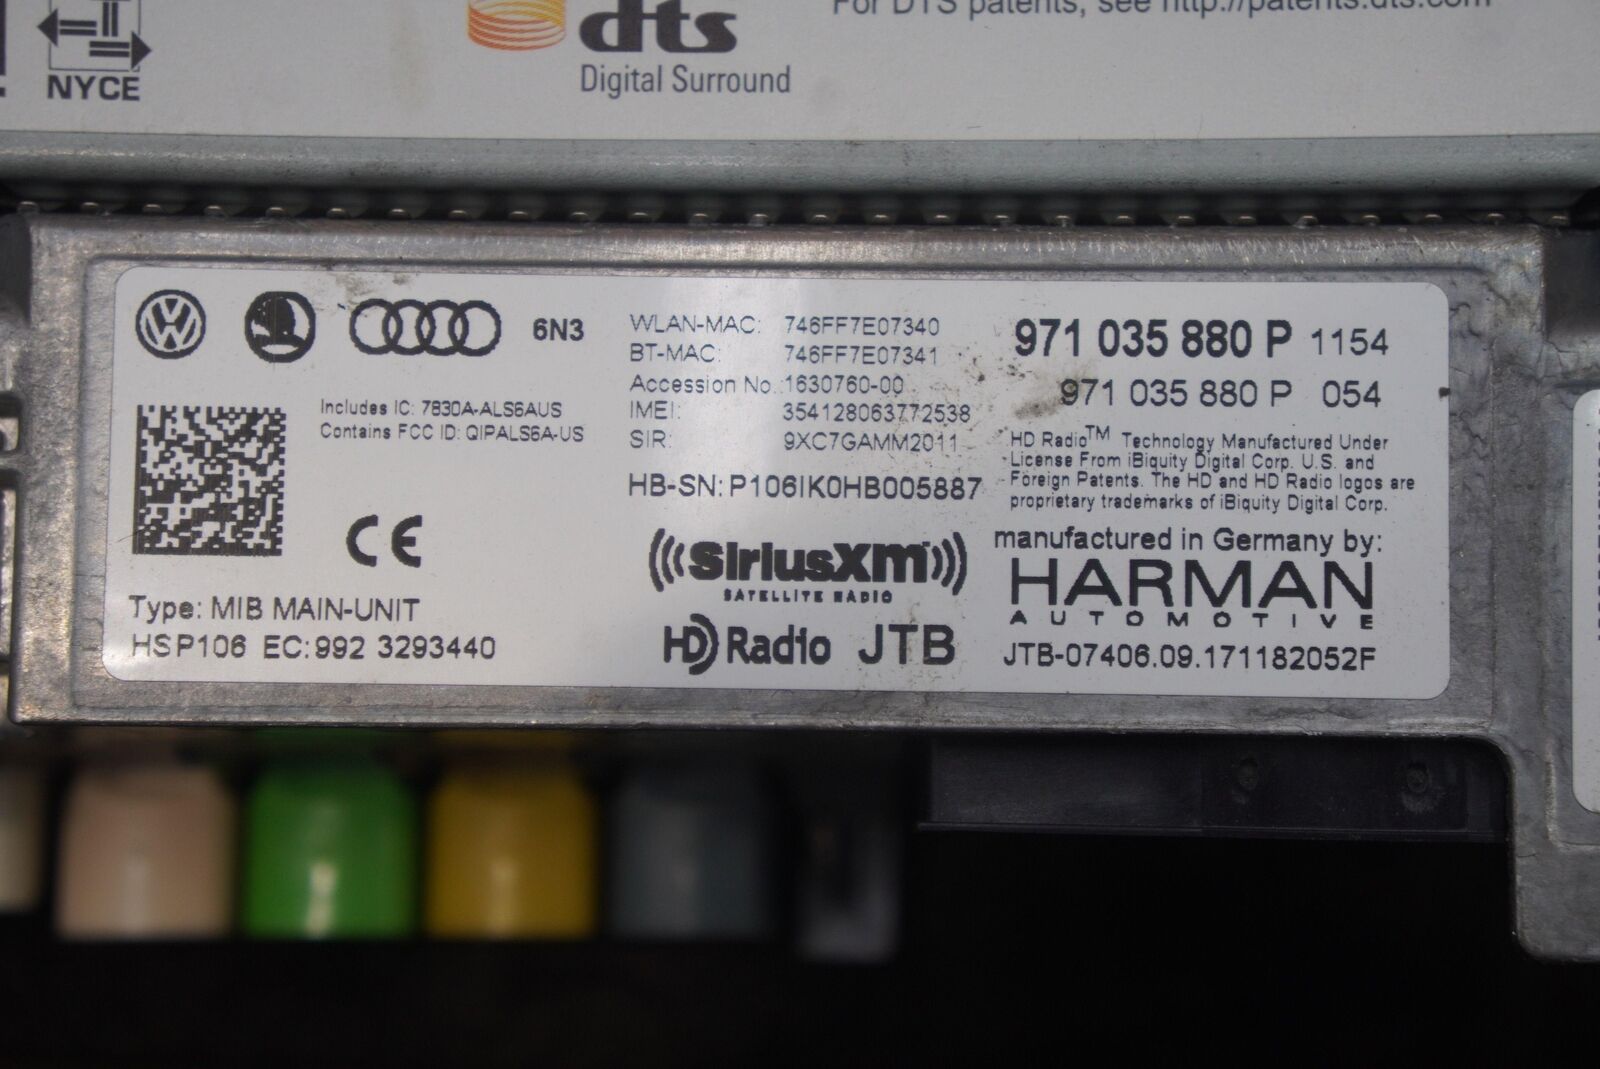 For DTS patents, see http://patents.dts.com
dts
Digital Surround
NYCE
6N3
WLAN-MAC: 746FF7E07340
BT-MAC: 746FF7E07341
Accession No.:1630760-00
IMEI: 354128063772538
SIR: 9XC7GAMM2011
HB-SN: P106IK0HB005887
971 035 880 P 1154
971 035 880 P 054
Includes IC: 7830A-ALS6AUS
Contains FCC ID: QIPALS6A-US
HD Radio™ Technology Manufactured Under
License From iBiquity Digital Corp. U.S. and
Foreign Patents. The HD and HD Radio logos are
proprietary trademarks of iBiquity Digital Corp.
CE
((((SiriusXm))))
SATELLITE RADIO
manufactured in Germany by:
HARMAN
AUTOMOTIVE
Type: MIB MAIN-UNIT
HSP106 EC:992 3293440
HD Radio JTB
JTB-07406.09.171182052F